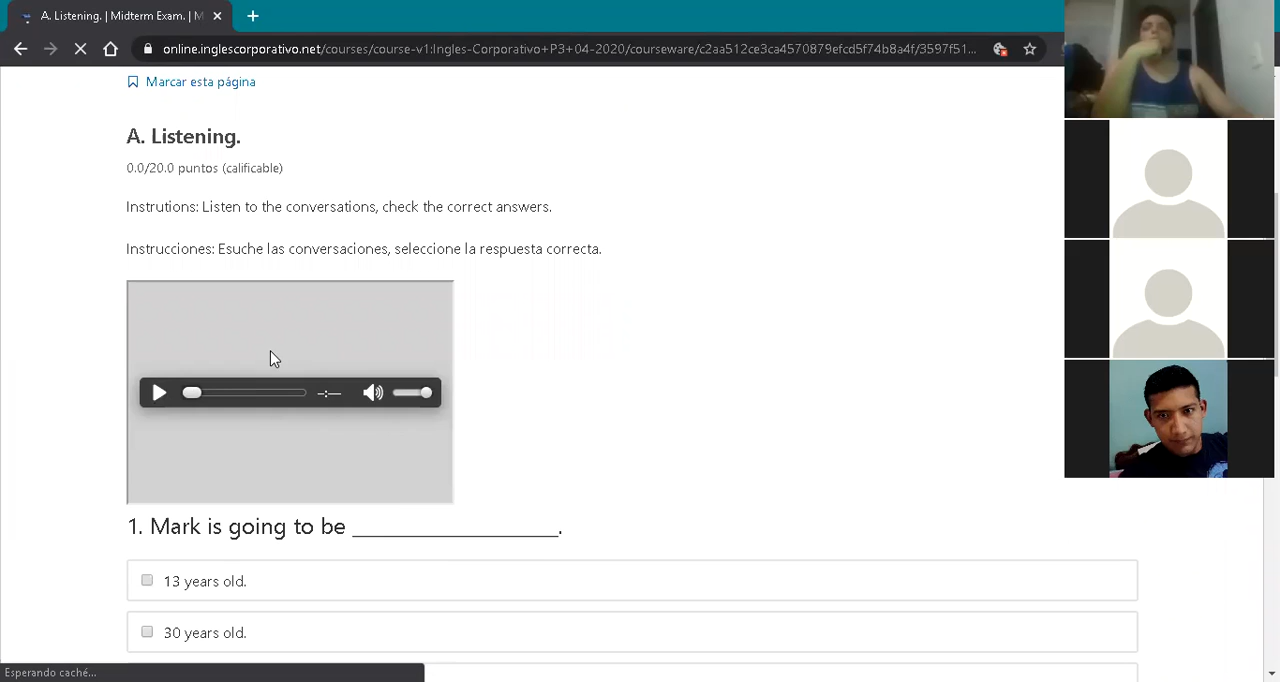 A. Listening. | Midterm Exam. | M
online.inglescorporativo.net/courses/course-v1:Ingles-Corporativo+P3+04-2020/courseware/c2aa512ce3ca4570879efcd5f74b8a4f/3597f51...
Marcar esta página
A. Listening.
0.0/20.0 puntos (calificable)
Instrutions: Listen to the conversations, check the correct answers.
Instrucciones: Esuche las conversaciones, seleccione la respuesta correcta.
--:--
1. Mark is going to be ___________________.
13 years old.
30 years old.
Esperando caché...